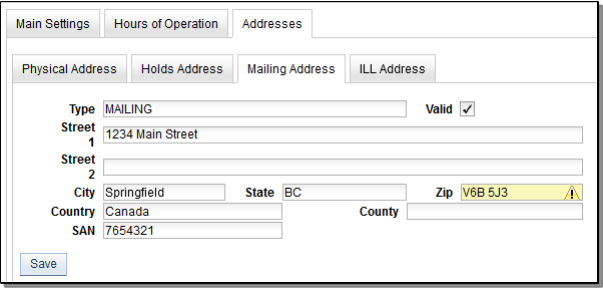 Main Settings Hours of Operation Addresses
Physical Address Holds Address Mailing Address ILL Address
Type MAILING Valid
Street
1 1234 Main Street
Street
2
City Springfield State BC Zip V6B 5J3
Country Canada County
SAN 7654321
Save